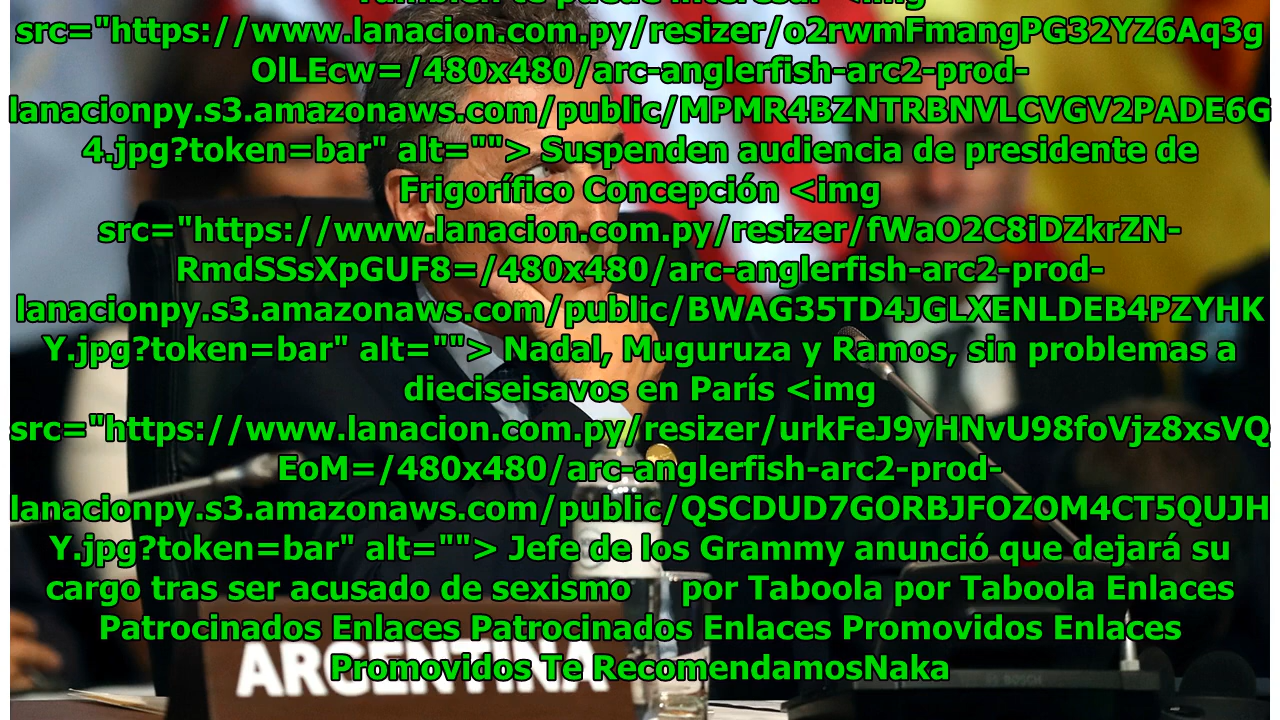 También te puede interesar <img
src="https://www.lanacion.com.py/resizer/o2rwmFmangPG32YZ6Aq3g
OlLEcw=/480x480/arc-anglerfish-arc2-prod-
lanacionpy.s3.amazonaws.com/public/MPMR4BZNTRBNVLCVGV2PADE6G
4.jpg?token=bar" alt=""> Suspenden audiencia de presidente de
Frigorífico Concepción <img
src="https://www.lanacion.com.py/resizer/fWaO2C8iDZkrZN-
RmdSSsXpGUF8=/480x480/arc-anglerfish-arc2-prod-
lanacionpy.s3.amazonaws.com/public/BWAG35TD4JGLXENLDEB4PZYHK
Y.jpg?token=bar" alt=""> Nadal, Muguruza y Ramos, sin problemas a
dieciseisavos en París <img
src="https://www.lanacion.com.py/resizer/urkFeJ9yHNvU98foVjz8xsVQ
EoM=/480x480/arc-anglerfish-arc2-prod-
lanacionpy.s3.amazonaws.com/public/QSCDUD7GORBJFOZOM4CT5QUJH
Y.jpg?token=bar" alt=""> Jefe de los Grammy anunció que dejará su
cargo tras ser acusado de sexismo por Taboola por Taboola Enlaces
Patrocinados Enlaces Patrocinados Enlaces Promovidos Enlaces
Promovidos Te RecomendamosNaka
ARGENTINA